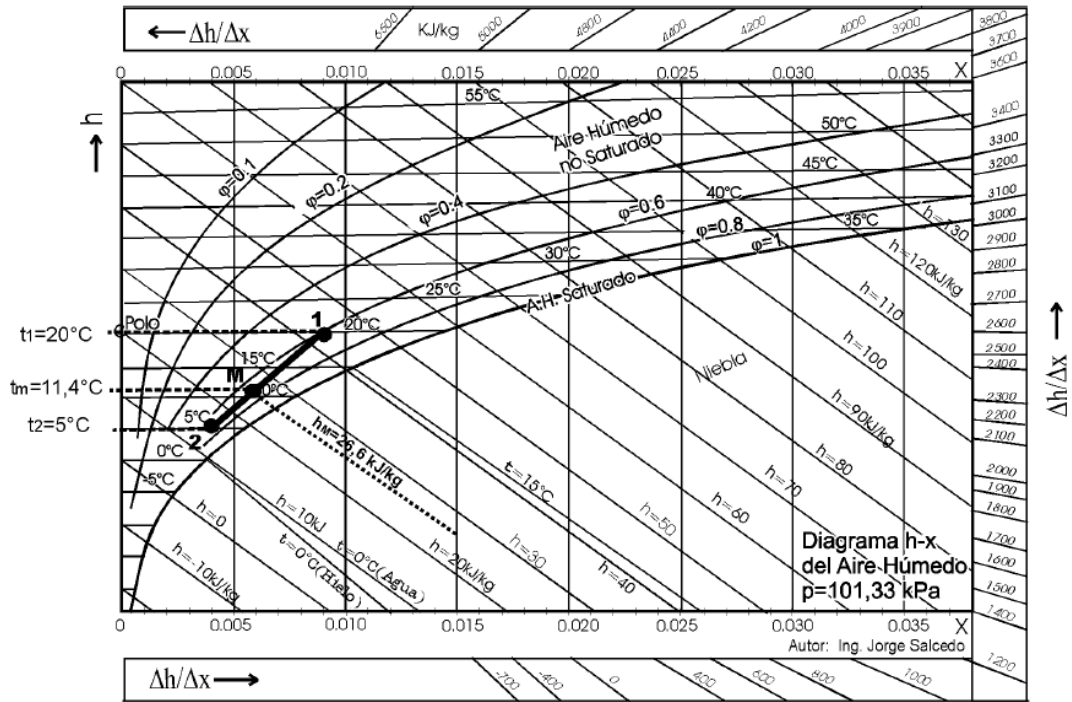 ← Δh/Δx
6500
KJ/kg
5000
4800
4400
4200
4000
3900
3800
3700
3600
0
0.005
0.010
0.015
0.020
0.025
0.030
0.035
X
h →
55°C
Aire Húmedo
no Saturado
50°C
3400
3300
45°C
3200
φ=0.1
φ=0.2
φ=0.4
φ=0.6
40°C
3100
φ=0.8
35°C
3000
h=130
φ=1
2900
30°C
h=120kJ/kg
2800
25°C
A.H. Saturado
2700
h=110
Polo
1
20°C
2600
t1=20°C
2500
h=100
15°C
2400
Niebla
M
0°C
tm=11,4°C
2300
h=90kJ/kg
5°C
2200
t2=5°C
2
2100
0°C
hM=26,6 kJ/kg
h=80
-5°C
t=15°C
2000
h=70
1900
h=10kJ
1800
h=0
h=50
h=60
t=0°C(Agua)
h=20kJ/kg
h=30
1700
Diagrama h-x
del Aire Húmedo
p=101,33 kPa
h=-10kJ/kg
t=0°C(Hielo)
h=40
1600
1500
1400
Δh/Δx →
0
0.005
0.010
0.015
0.020
0.025
0.030
0.035
X
Autor: Ing. Jorge Salcedo
1200
Δh/Δx →
-700
-400
0
400
600
800
1000